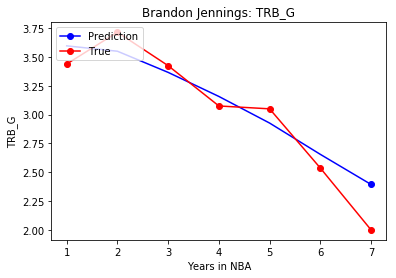 Brandon Jennings: TRB_G
Prediction
True
TRB_G
3.75
3.50
3.25
3.00
2.75
2.50
2.25
2.00
1 2 3 4 5 6 7
Years in NBA